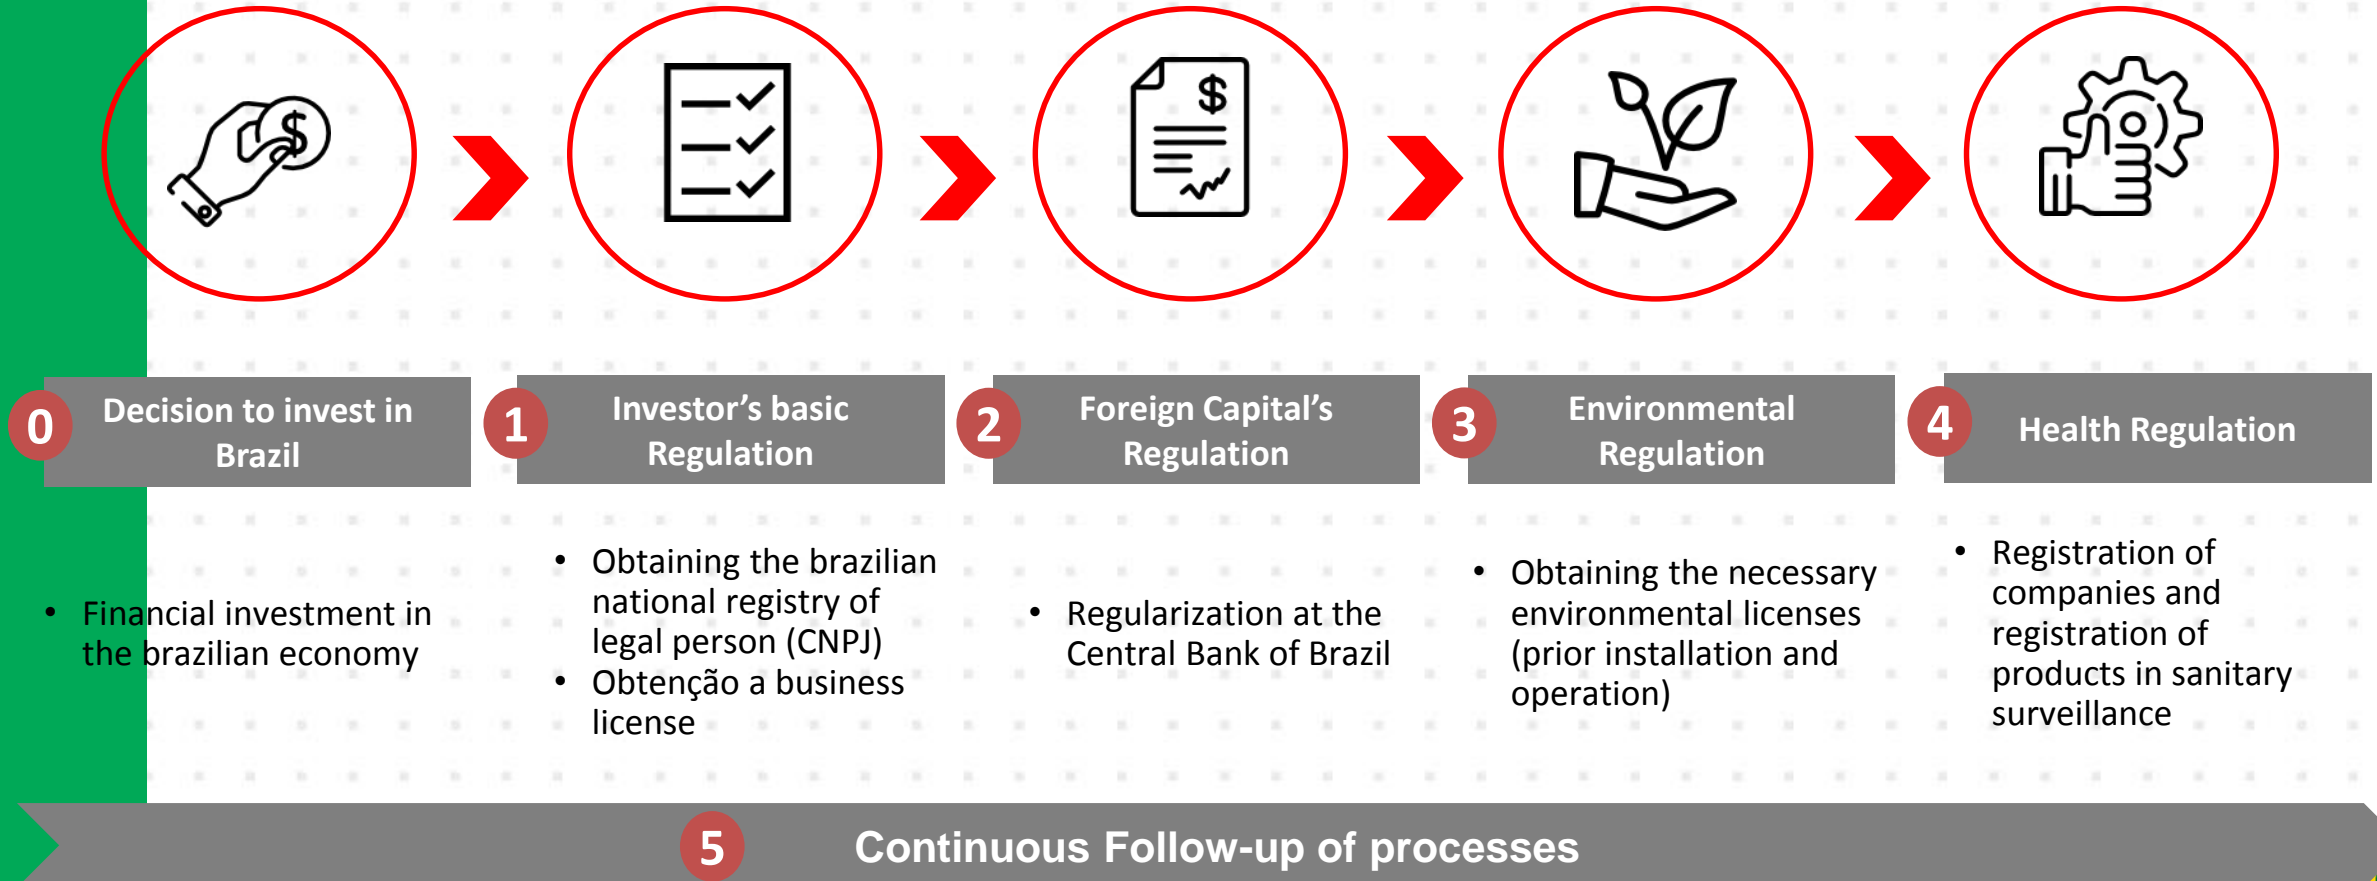 0
Decision to invest in
Brazil
1
Investor’s basic
Regulation
2
Foreign Capital’s
Regulation
3
Environmental
Regulation
4
Health Regulation
• Financial investment in
the brazilian economy
• Obtaining the brazilian
national registry of
legal person (CNPJ)
• Obtenção a business
license
• Regularization at the
Central Bank of Brazil
• Obtaining the necessary
environmental licenses
(prior installation and
operation)
• Registration of
companies and
registration of
products in sanitary
surveillance
5
Continuous Follow-up of processes